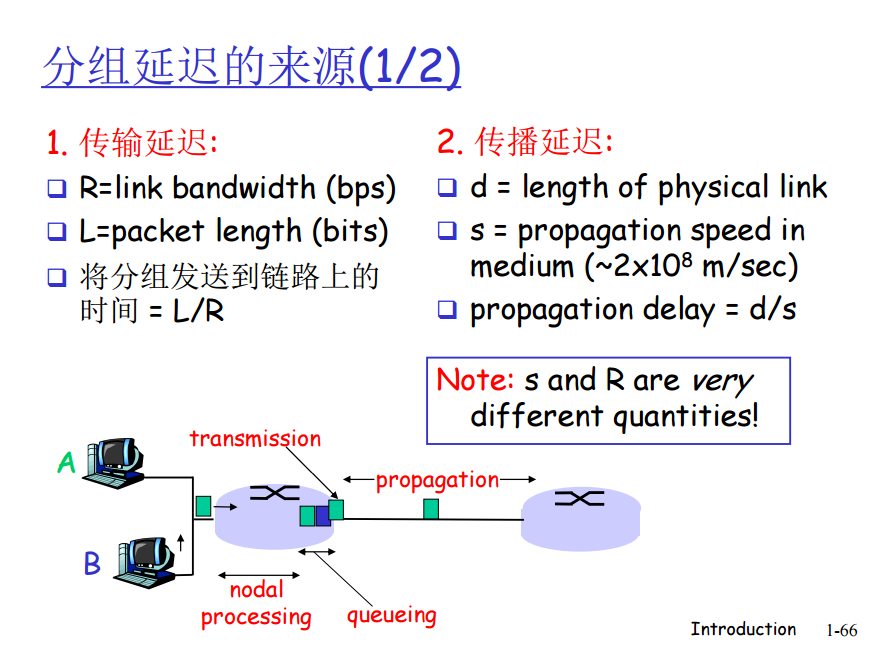 分组延迟的来源(1/2)
1. 传输延迟:
❑ R=link bandwidth (bps)
❑ L=packet length (bits)
❑ 将分组发送到链路上的
时间 = L/R
2. 传播延迟:
❑ d = length of physical link
❑ s = propagation speed in
medium (~2x10⁸ m/sec)
❑ propagation delay = d/s
Note: s and R are very
different quantities!
transmission
A
propagation
B
nodal
processing
queueing
Introduction 1-66